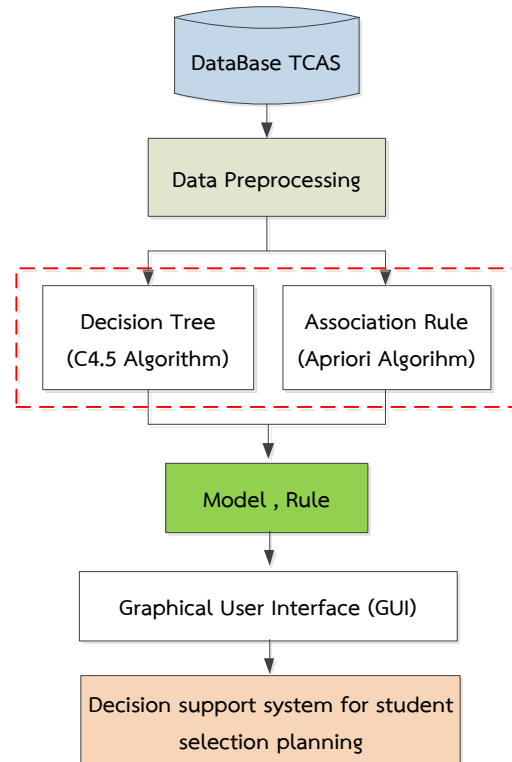 DataBase TCAS
Data Preprocessing
Decision Tree
(C4.5 Algorithm)
Association Rule
(Apriori Algorihm)
Model , Rule
Graphical User Interface (GUI)
Decision support system for student
selection planning